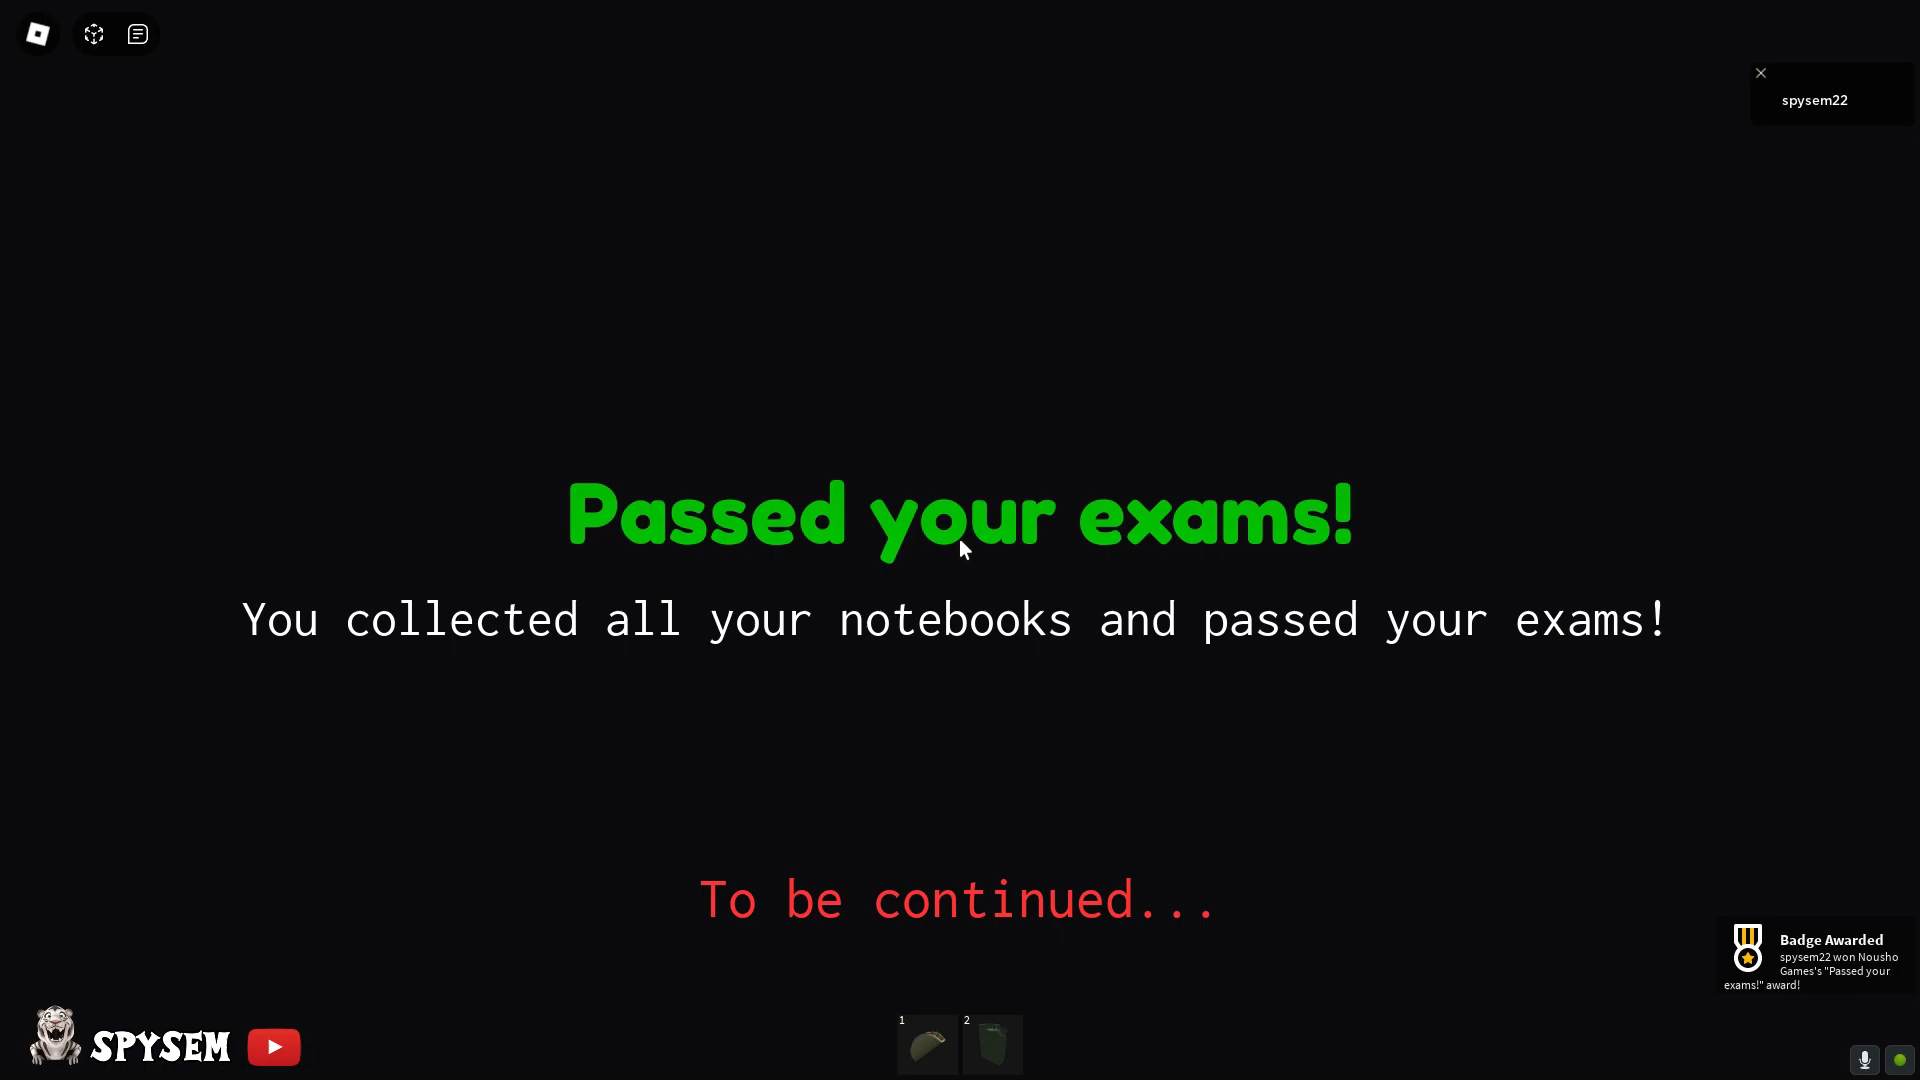 spysem22
Passed your exams!
You collected all your notebooks and passed your exams!
To be continued...
Badge Awarded
spysem22 won Nousho
Games's "Passed your
exams!" award!
SPYSEM
1
2